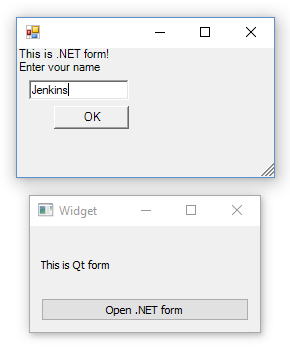 This is .NET form!
Enter your name
Jenkins
OK
Widget
This is Qt form
Open .NET form